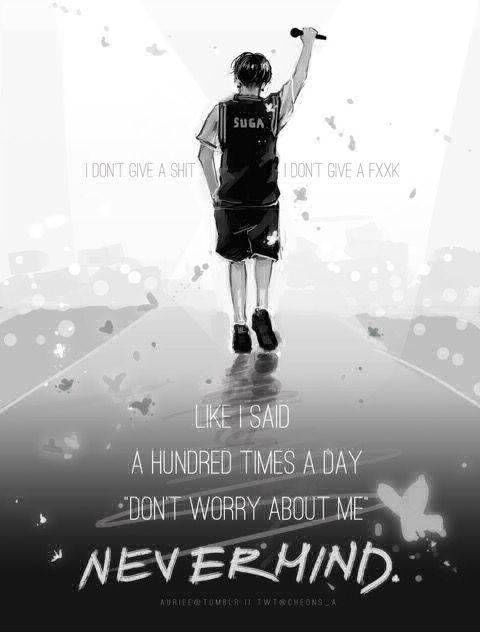 SUGA
I DON'T GIVE A SHIT I DON'T GIVE A FXXK
LIKE I SAID
A HUNDRED TIMES A DAY
"DON'T WORRY ABOUT ME"
NEVERMIND.
AURIEE@TUMBLR || TWT@CHEONS_A